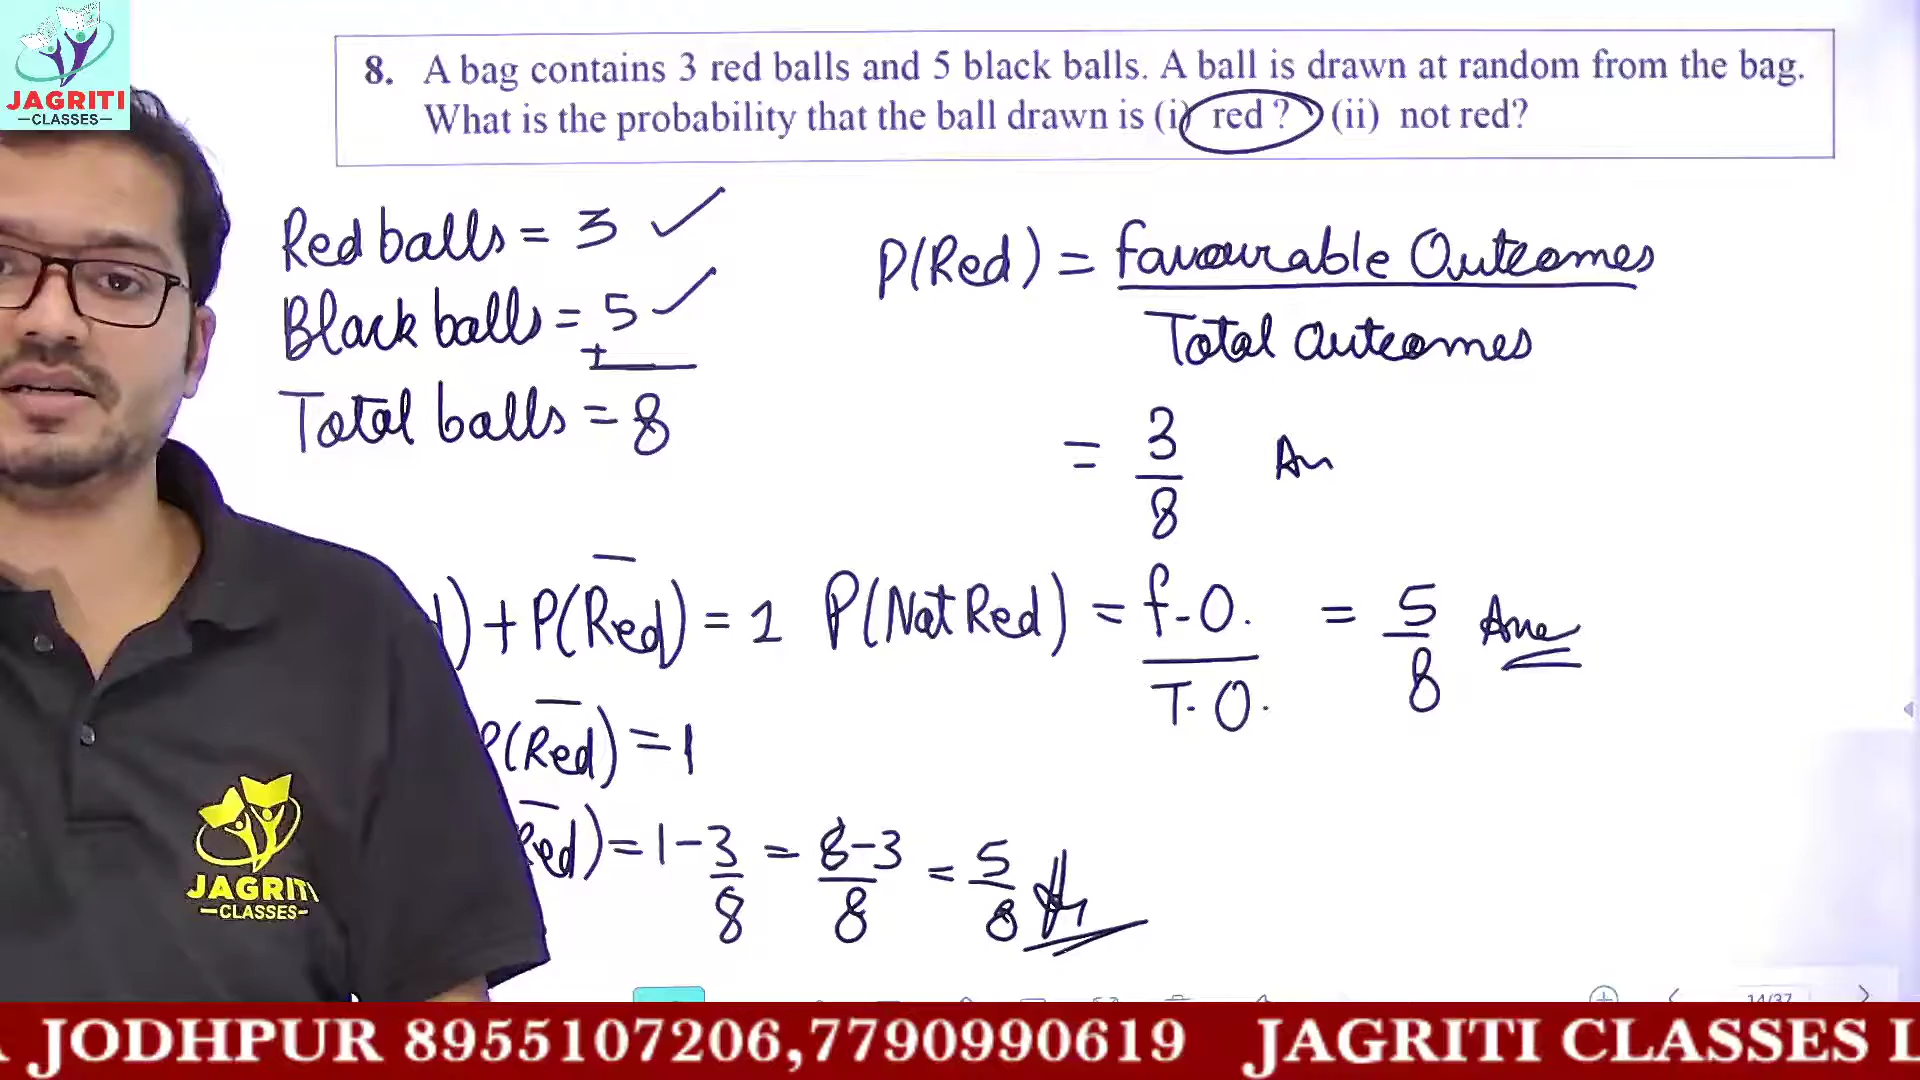 JAGRITI
CLASSES
8. A bag contains 3 red balls and 5 black balls. A ball is drawn at random from the bag.
What is the probability that the ball drawn is (i) red ? (ii) not red?
Red balls = 3 ✓
Black balls = 5 ✓
+
Total balls = 8
P(Red) = Favourable Outcomes
Total Outcomes
= 3/8 An
) + P(R̅e̅d̅) = 1
P(Not Red) = f-O. / T.O. = 5/8 Ans
P(R̅e̅d̅) = 1
Red) = 1 - 3/8 = 8-3/8 = 5/8
JAGRITI
CLASSES
14/37
JODHPUR 8955107206,7790990619 JAGRITI CLASSES